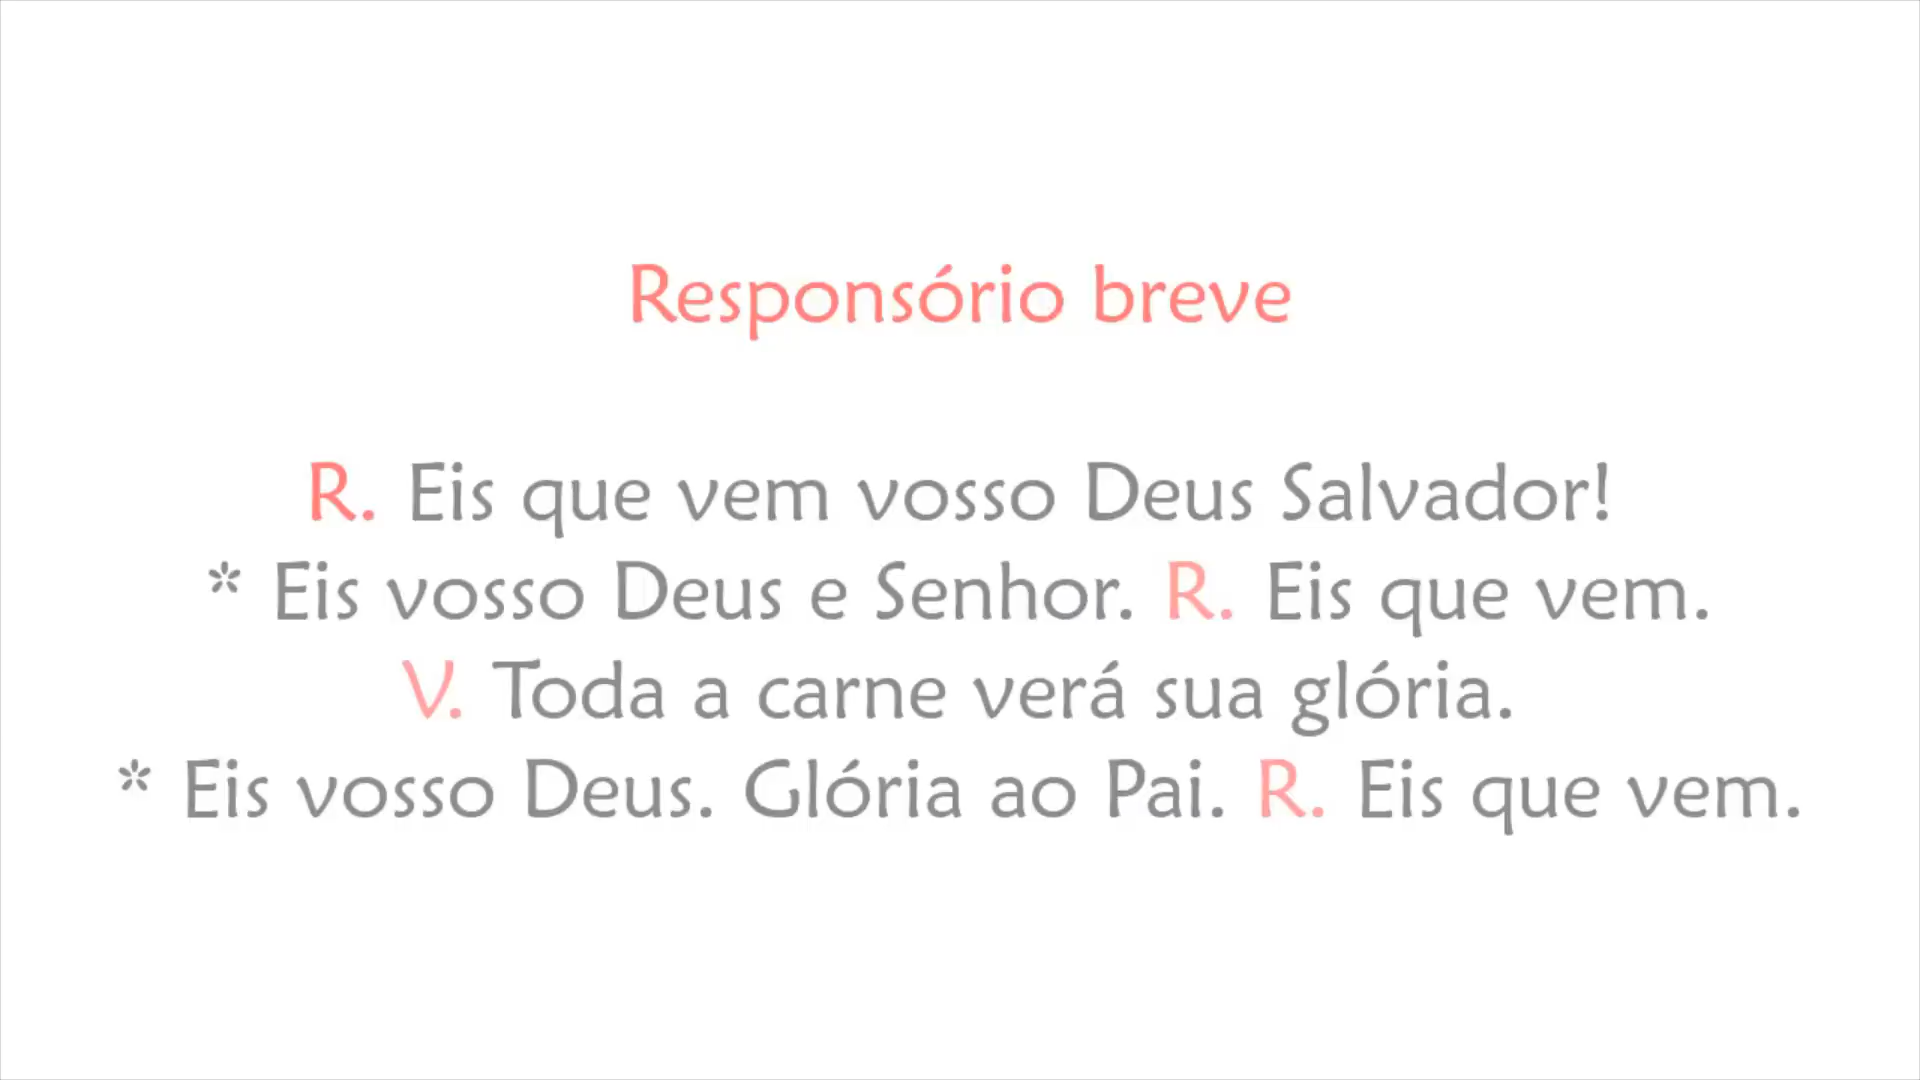 Responsório breve
R. Eis que vem vosso Deus Salvador!
* Eis vosso Deus e Senhor. R. Eis que vem.
V. Toda a carne verá sua glória.
* Eis vosso Deus. Glória ao Pai. R. Eis que vem.